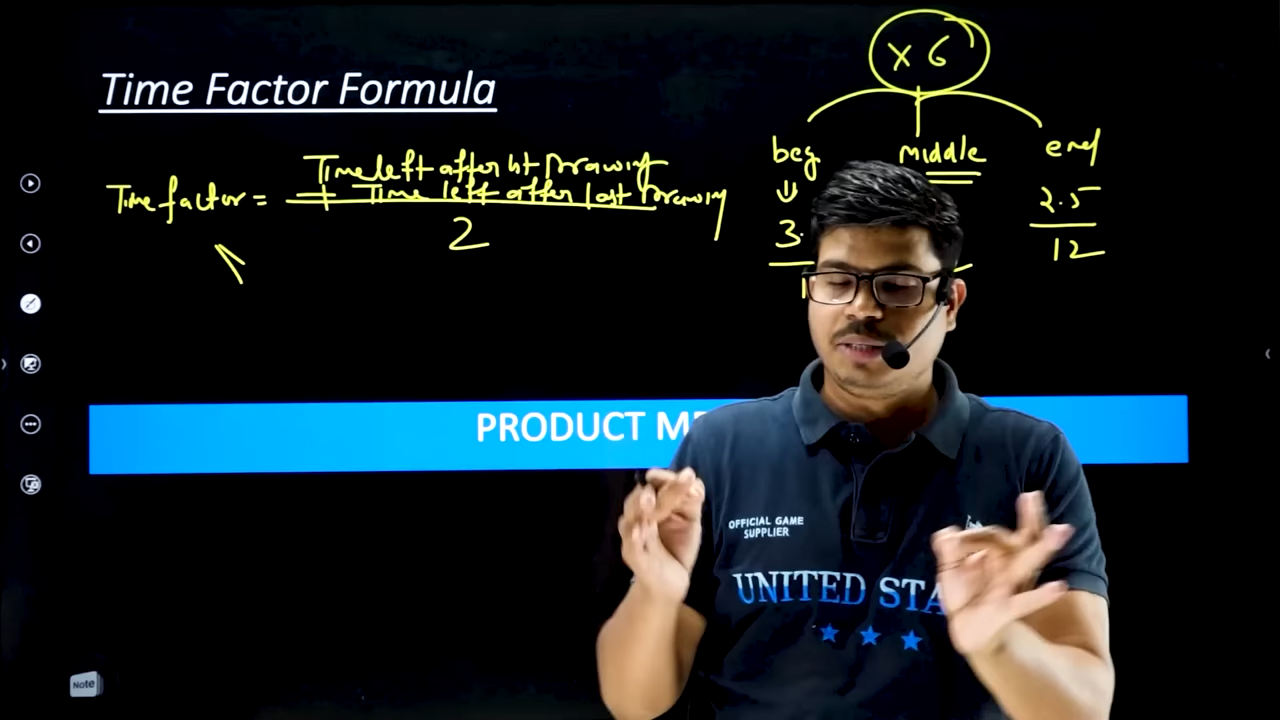 Time Factor Formula
x 6
beg
middle
end
Time left after 1st Drawing
+ Time left after last Drawing
Time factor =
2
3.
2.5
12
PRODUCT
OFFICIAL GAME
SUPPLIER
UNITED STA
Note